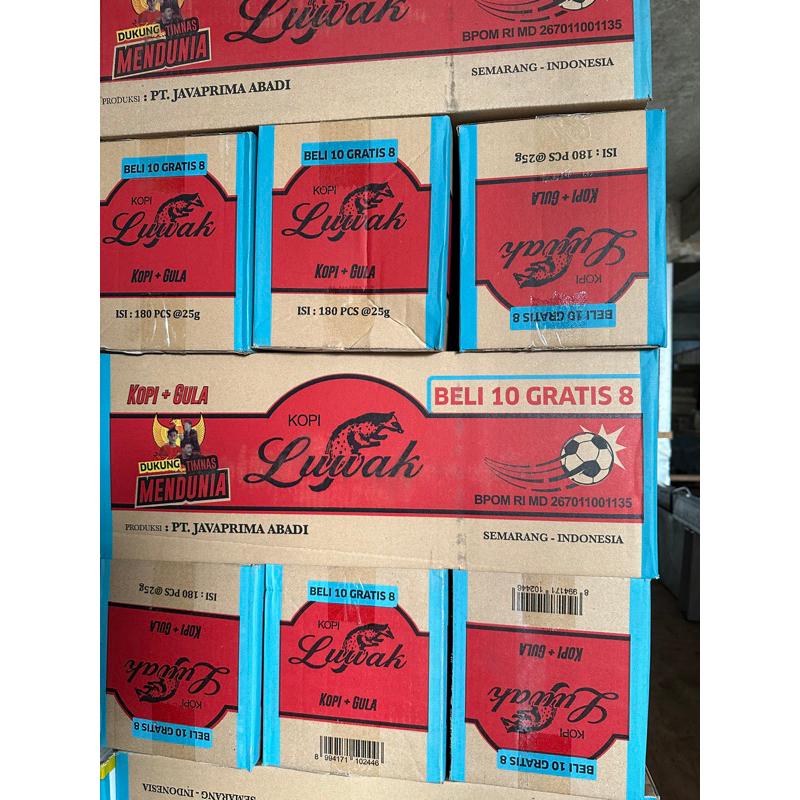 DUKUNG TIMNAS
MENDUNIA
Luwak
BPOM RI MD 267011001135
PRODUKSI : PT. JAVAPRIMA ABADI
SEMARANG - INDONESIA
BELI 10 GRATIS 8
KOPI
Luwak
KOPI + GULA
ISI : 180 PCS @25g
BELI 10 GRATIS 8
KOPI
Luwak
KOPI + GULA
ISI : 180 PCS @25g
BELI 10 GRATIS 8
KOPI
Luwak
KOPI + GULA
ISI : 180 PCS @25g
KOPI + GULA
BELI 10 GRATIS 8
KOPI
Luwak
DUKUNG TIMNAS
MENDUNIA
BPOM RI MD 267011001135
PRODUKSI : PT. JAVAPRIMA ABADI
SEMARANG - INDONESIA
BELI 10 GRATIS 8
KOPI
Luwak
KOPI + GULA
ISI : 180 PCS @25g
BELI 10 GRATIS 8
KOPI
Luwak
KOPI + GULA
8 994171 102446
BELI 10 GRATIS 8
KOPI
Luwak
KOPI + GULA
8 994171 102446
SEMARANG - INDONESIA